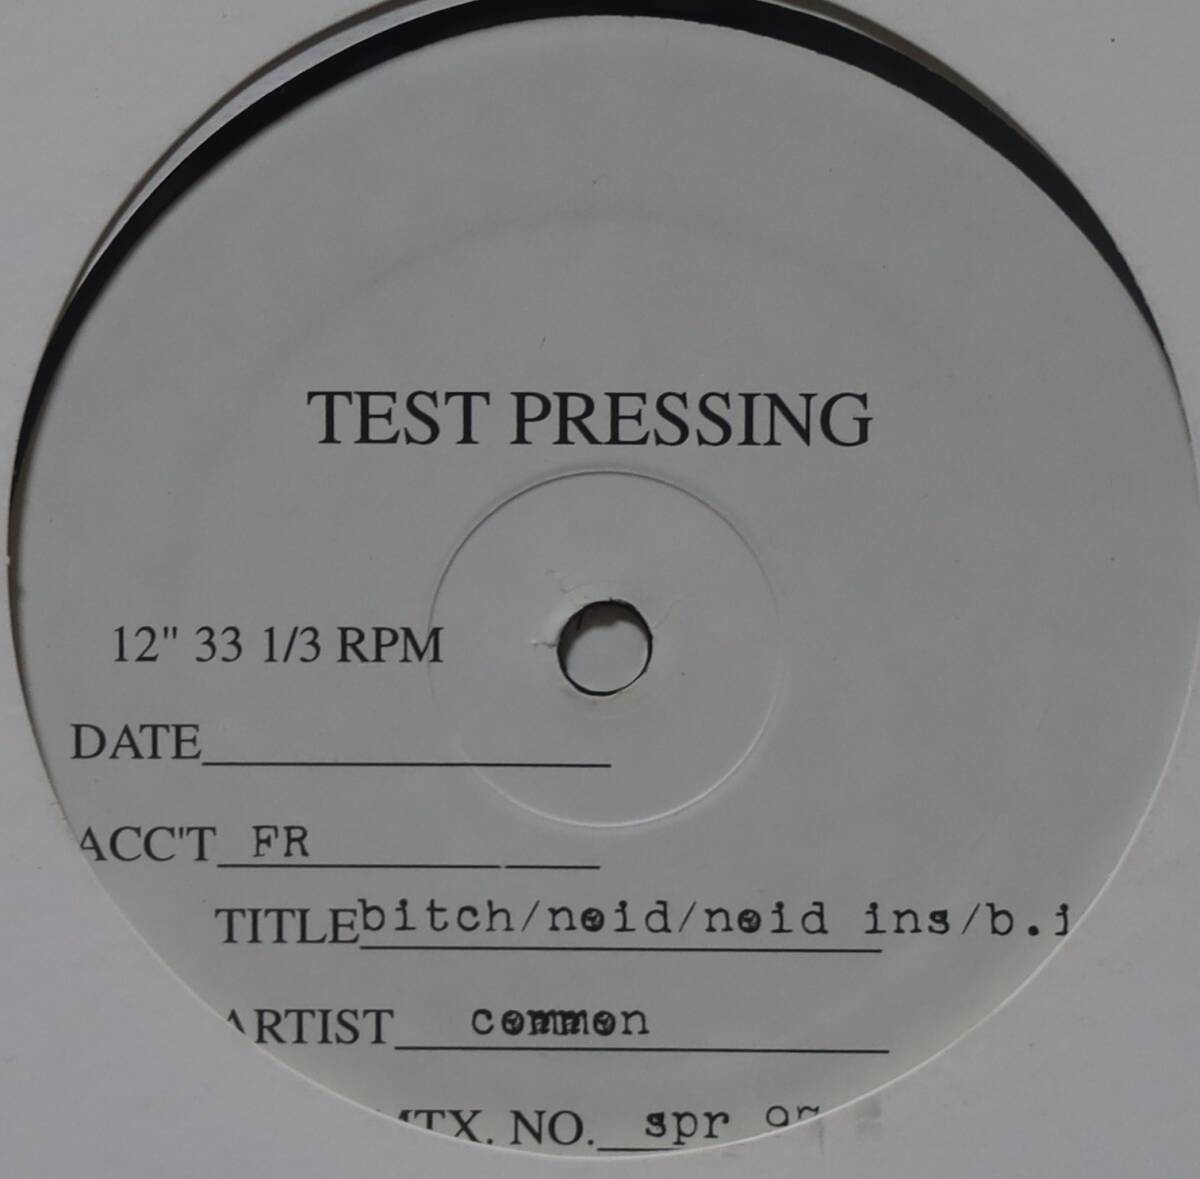 TEST PRESSING
12" 33 1/3 RPM
DATE
ACC'T FR
TITLE bitch/noid/noid ins/b.i
ARTIST common
MTX. NO. spr